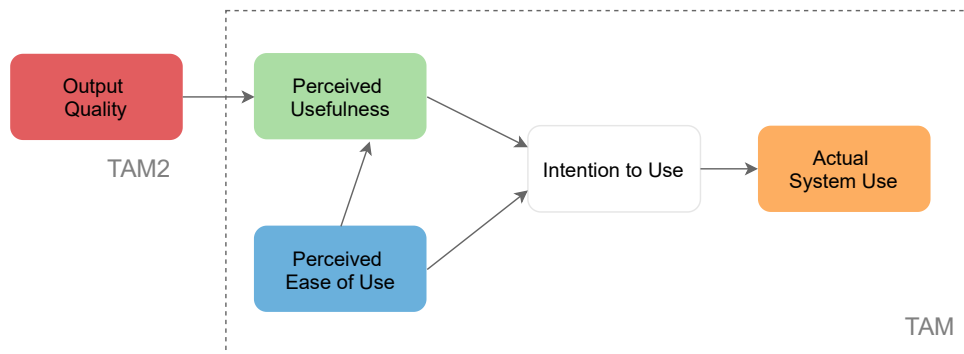 Output
Quality
TAM2
Perceived
Usefulness
Perceived
Ease of Use
Intention to Use
Actual
System Use
TAM